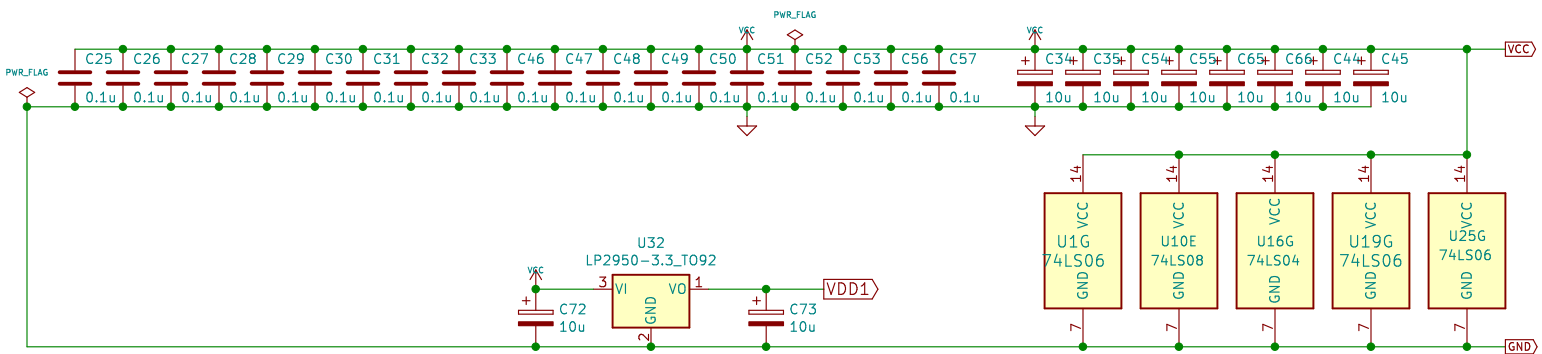 PWR_FLAG
VCC
VCC
PWR_FLAG
C25 C26 C27 C28 C29 C30 C31 C32 C33 C46 C47 C48 C49 C50 C51 C52 C53 C56 C57
0.1u 0.1u 0.1u 0.1u 0.1u 0.1u 0.1u 0.1u 0.1u 0.1u 0.1u 0.1u 0.1u 0.1u 0.1u 0.1u 0.1u 0.1u 0.1u
C34 C35 C54 C55 C65 C66 C44 C45
+ + + + + + + +
10u 10u 10u 10u 10u 10u 10u 10u
VCC
14 14 14 14 14
VCC VCC VCC VCC VCC
U1G
74LS06
U10E
74LS08
U16G
74LS04
U19G
74LS06
U25G
74LS06
GND GND GND GND GND
7 7 7 7 7
GND
U32
LP2950-3.3_TO92
VCC
3
VI
VO
1
GND
2
VDD1
+
C72
10u
+
C73
10u